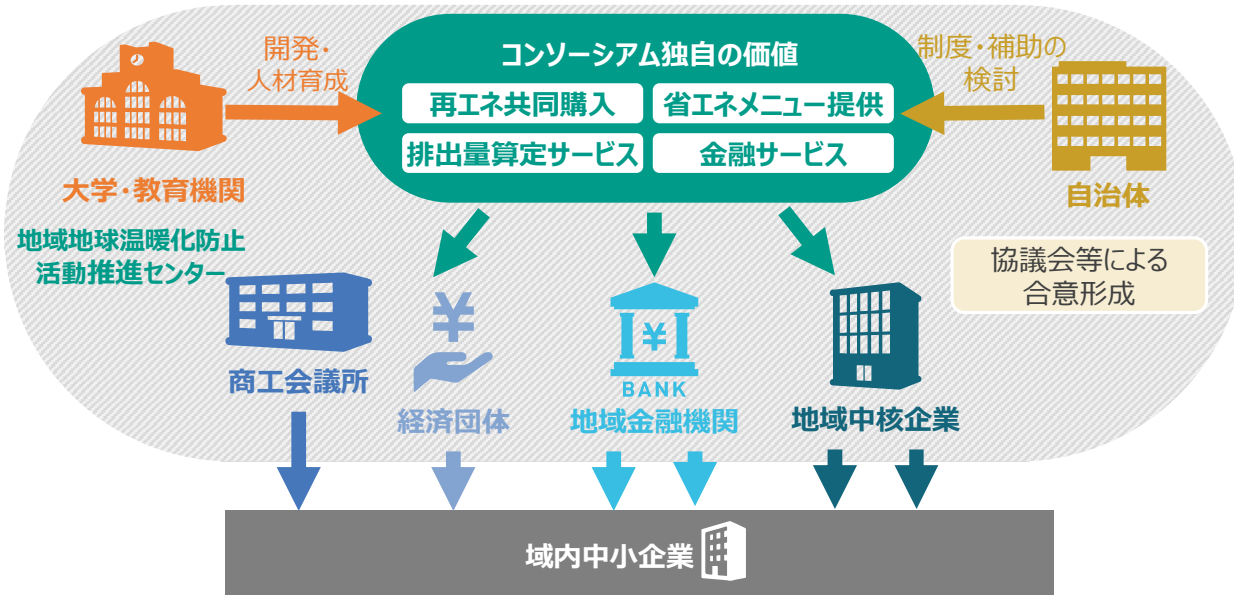 開発・
人材育成
コンソーシアム独自の価値
制度・補助の
検討
再エネ共同購入
省エネメニュー提供
排出量算定サービス
金融サービス
大学・教育機関
自治体
地域地球温暖化防止
活動推進センター
協議会等による
合意形成
¥
¥
BANK
商工会議所
経済団体
地域金融機関
地域中核企業
域内中小企業